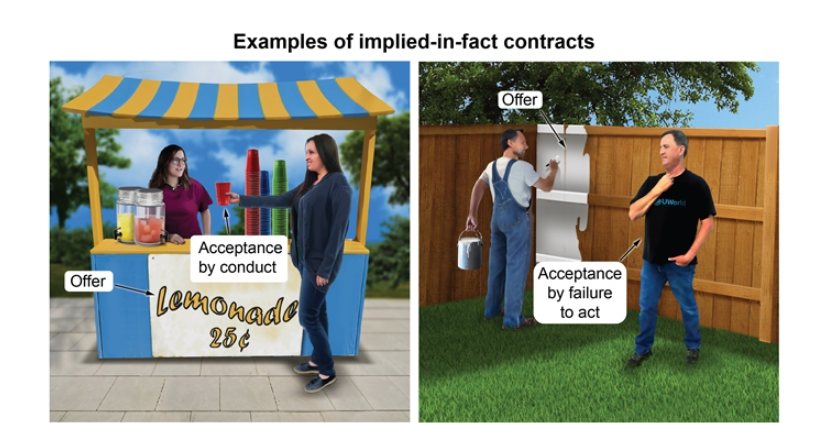 Examples of implied-in-fact contracts
Offer
Lemonade
25¢
Acceptance
by conduct
Offer
UWorld
Acceptance
by failure
to act